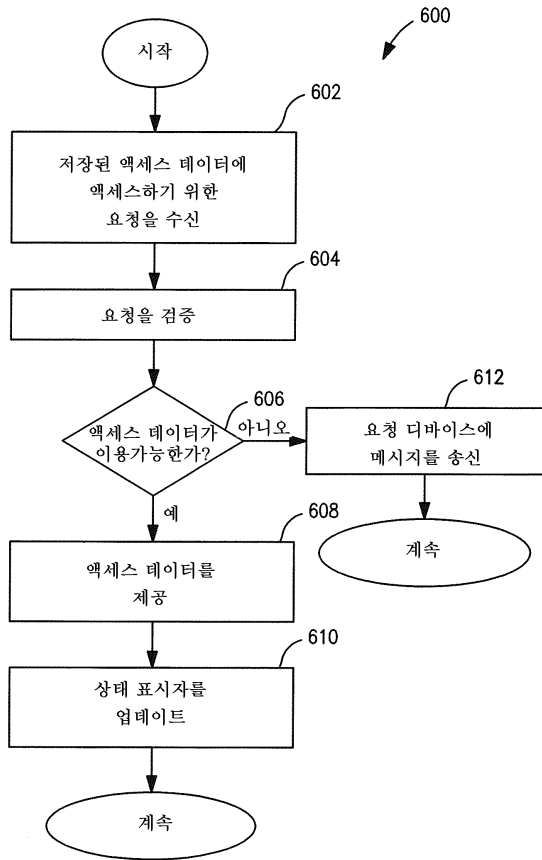 600
시작
602
저장된 액세스 데이터에
액세스하기 위한
요청을 수신
604
요청을 검증
606
액세스 데이터가
이용가능한가?
아니오
612
요청 디바이스에
메시지를 송신
계속
예
608
액세스 데이터를
제공
610
상태 표시자를
업데이트
계속